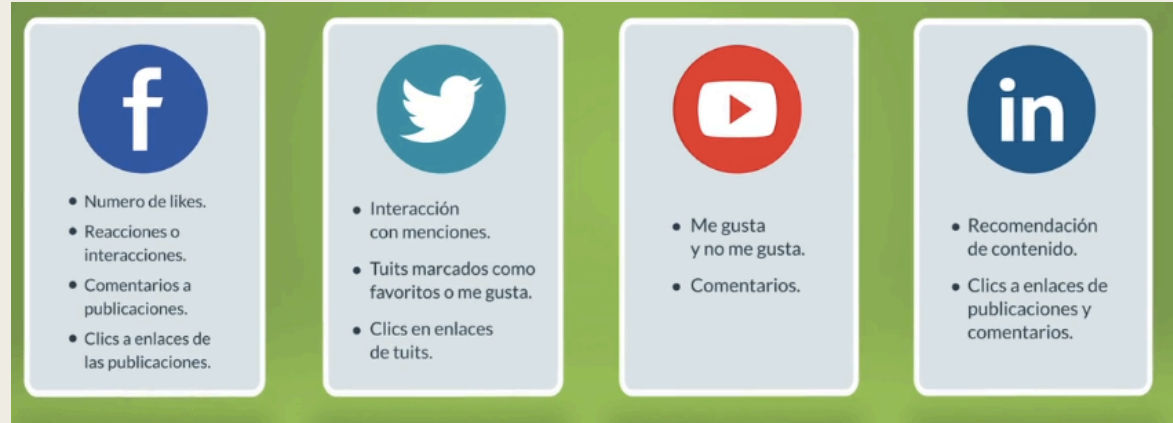 f
• Numero de likes.
• Reacciones o
interacciones.
• Comentarios a
publicaciones.
• Clics a enlaces de
las publicaciones.
• Interacción
con menciones.
• Tuits marcados como
favoritos o me gusta.
• Clics en enlaces
de tuits.
• Me gusta
y no me gusta.
• Comentarios.
in
• Recomendación
de contenido.
• Clics a enlaces de
publicaciones y
comentarios.